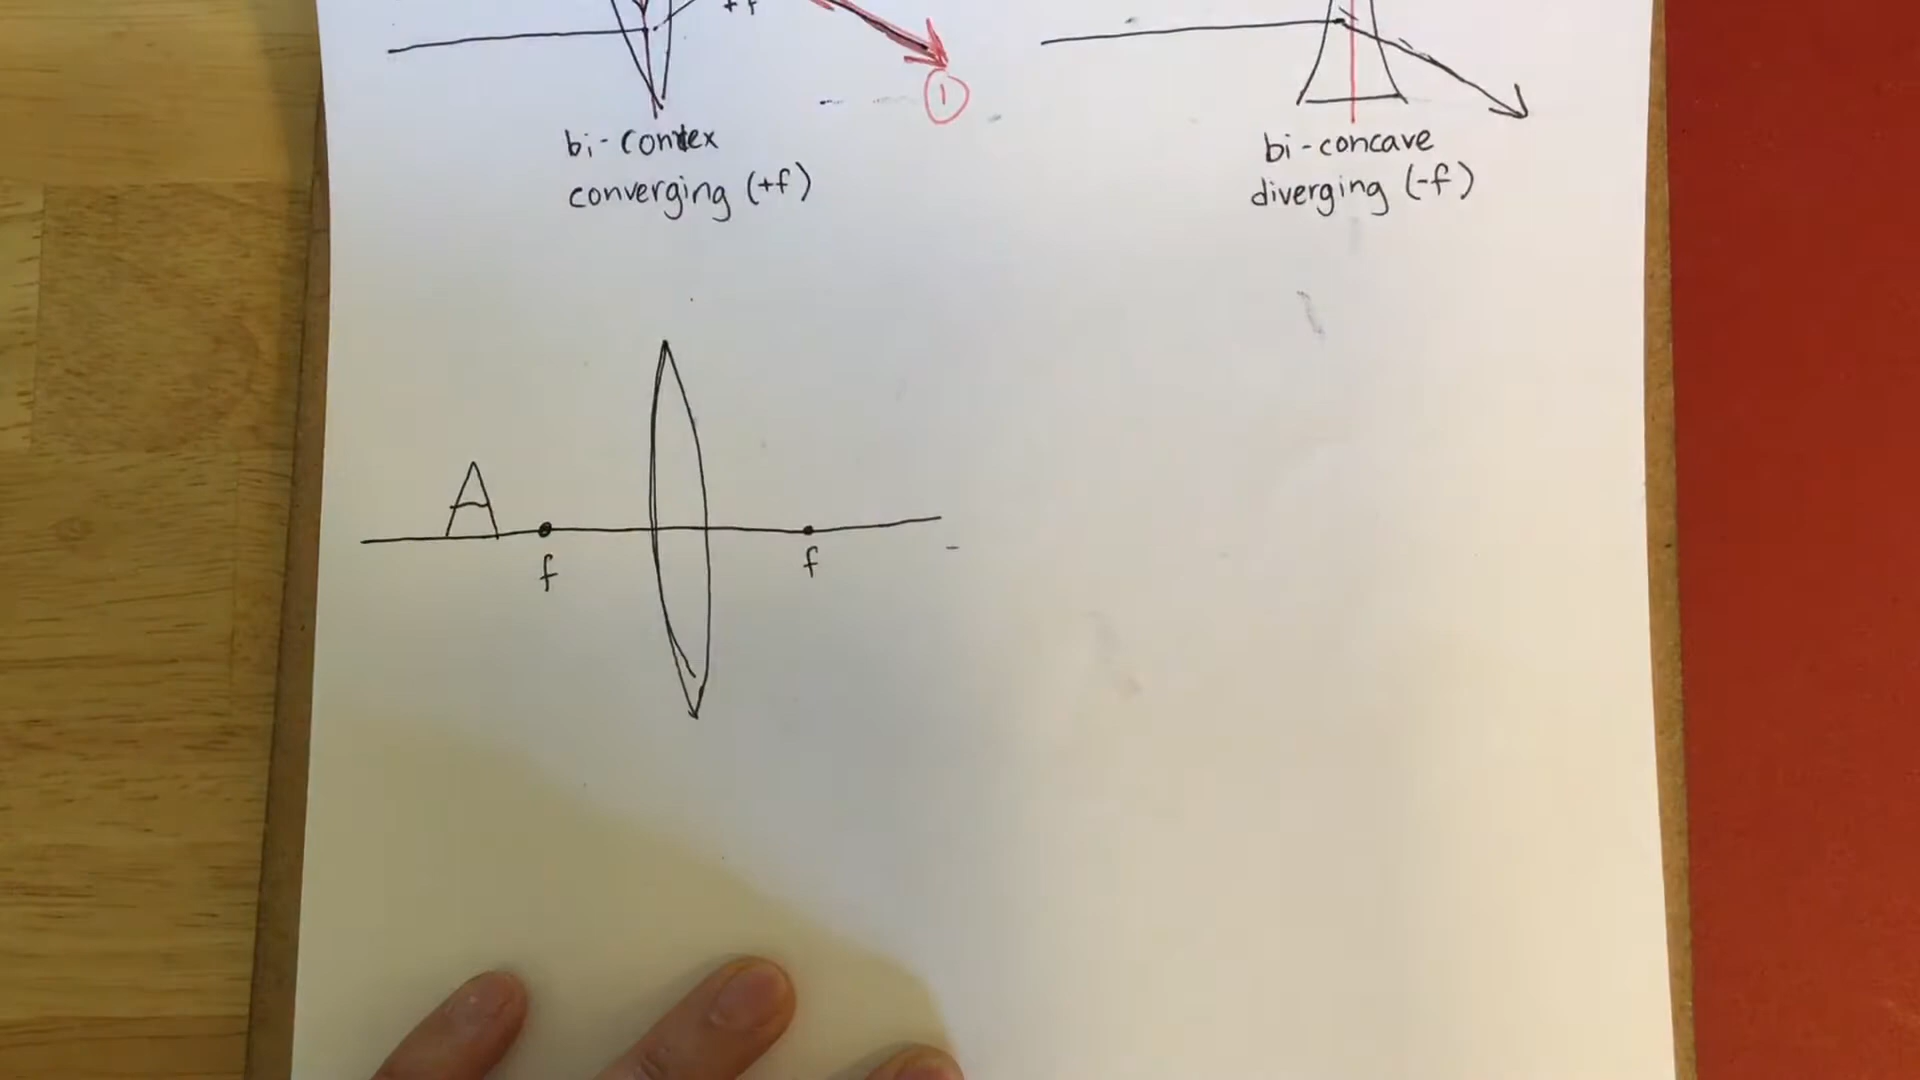 +f
①
bi-convex
converging (+f)
bi-concave
diverging (-f)
A
f
f